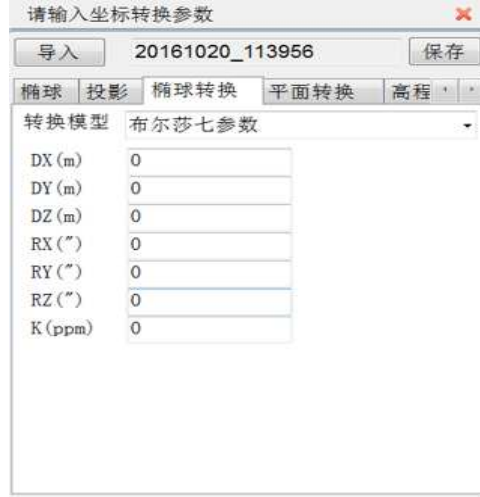 请输入坐标转换参数
导入 20161020_113956 保存
椭球 投影 椭球转换 平面转换 高程
转换模型 布尔莎七参数
DX(m) 0
DY(m) 0
DZ(m) 0
RX(″) 0
RY(″) 0
RZ(″) 0
K(ppm) 0